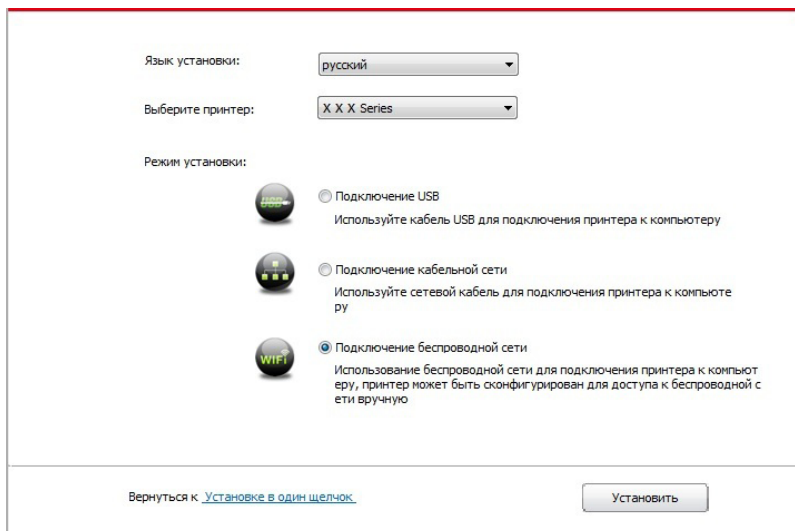 Язык установки:
русский
Выберите принтер:
X X X Series
Режим установки:
Подключение USB
Используйте кабель USB для подключения принтера к компьютеру
Подключение кабельной сети
Используйте сетевой кабель для подключения принтера к компьюте
ру
WiFi
Подключение беспроводной сети
Использование беспроводной сети для подключения принтера к компьют
еру, принтер может быть сконфигурирован для доступа к беспроводной с
ети вручную
Вернуться к Установке в один щелчок
Установить